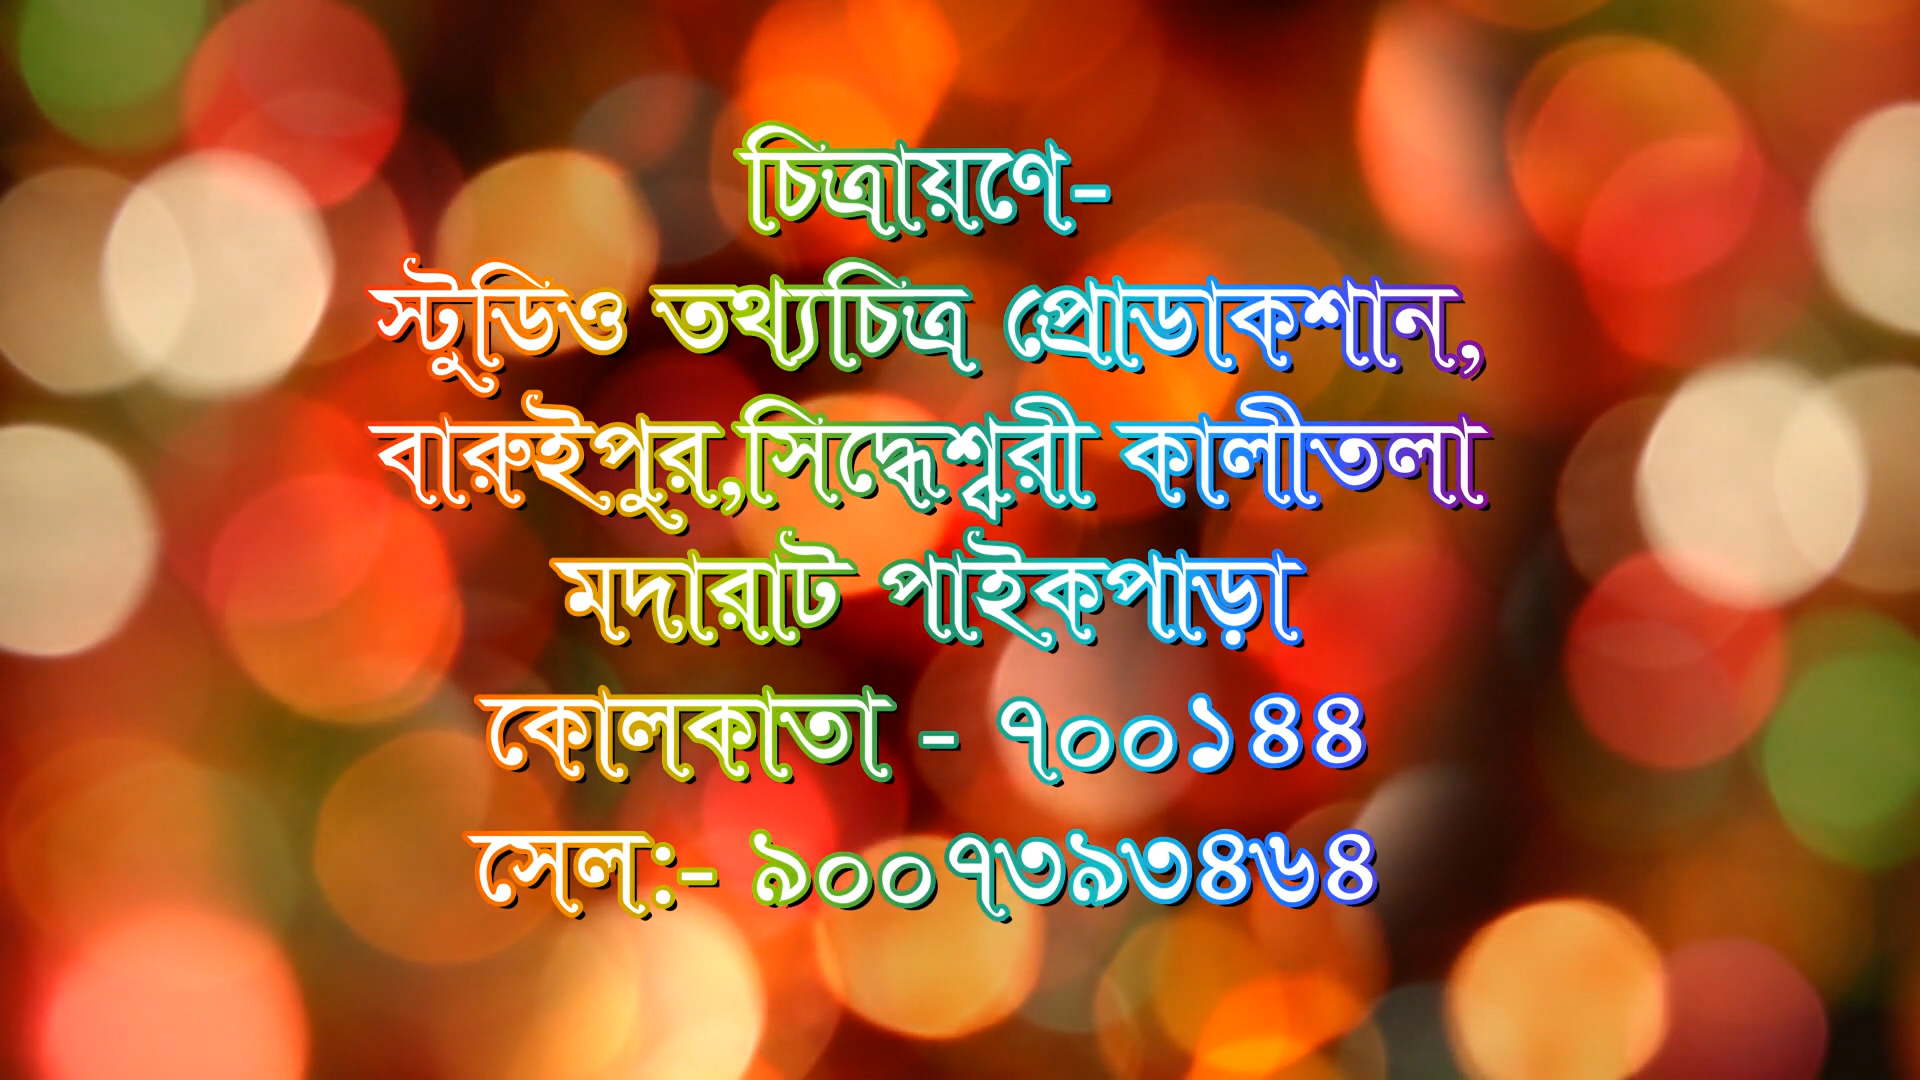 চিত্রায়ণে-
স্টুডিও তথ্যচিত্র প্রোডাকশান,
বারুইপুর,সিদ্ধেশ্বরী কালীতলা
মদারাট পাইকপাড়া
কোলকাতা - ৭০০১৪৪
সেল:- ৯০০৭৩৯৩৪৬৪